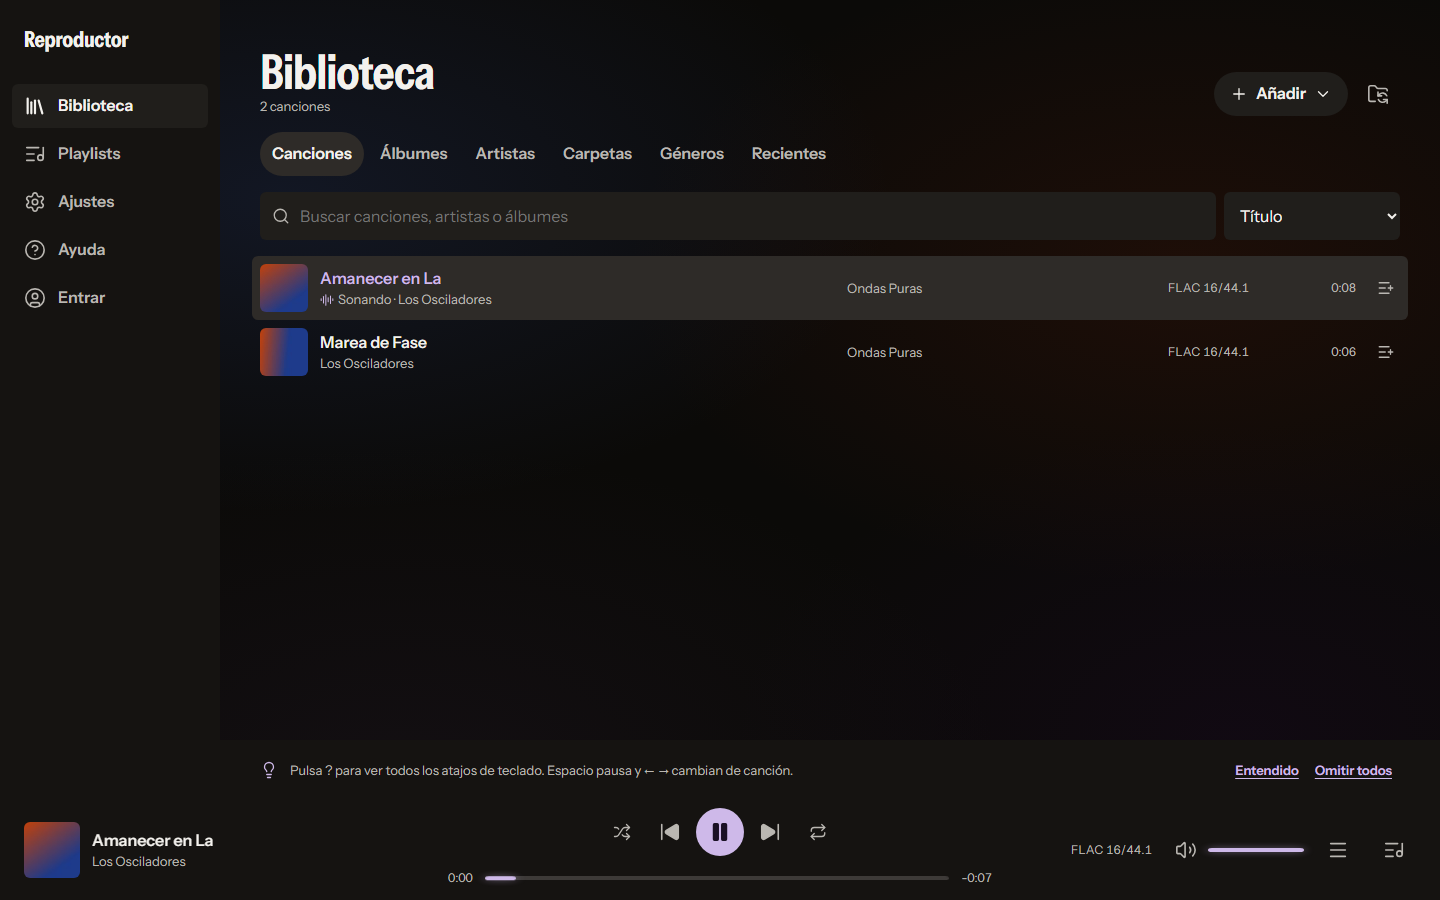 Reproductor
Biblioteca
Playlists
Ajustes
Ayuda
Entrar
Biblioteca
2 canciones
Añadir
Canciones Álbumes Artistas Carpetas Géneros Recientes
Buscar canciones, artistas o álbumes
Título
Amanecer en La
Sonando · Los Osciladores
Ondas Puras
FLAC 16/44.1
0:08
Marea de Fase
Los Osciladores
Ondas Puras
FLAC 16/44.1
0:06
Pulsa ? para ver todos los atajos de teclado. Espacio pausa y ← → cambian de canción.
Entendido
Omitir todos
Amanecer en La
Los Osciladores
0:00
-0:07
FLAC 16/44.1